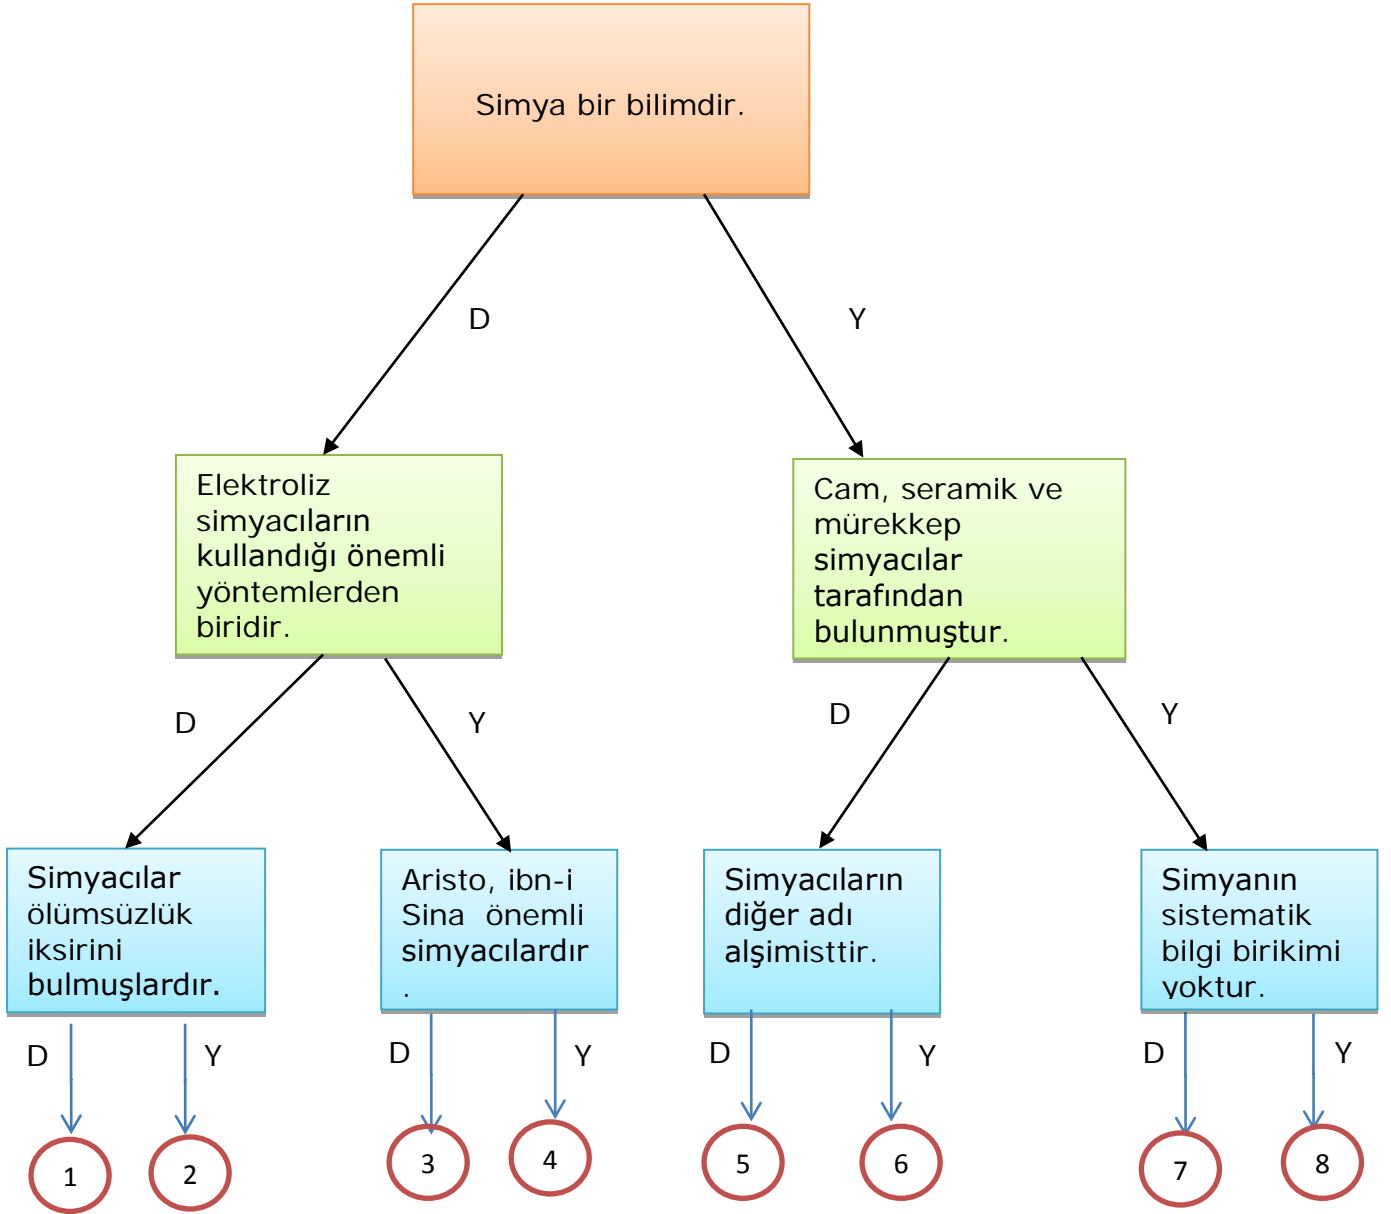 Simya bir bilimdir.
D
Y
Elektroliz
simyacıların
kullandığı önemli
yöntemlerden
biridir.
Cam, seramik ve
mürekkep
simyacılar
tarafından
bulunmuştur.
D
Y
D
Y
Simyacılar
ölümsüzlük
iksirini
bulmuşlardır.
Aristo, ibn-i
Sina önemli
simyacılardır
.
Simyacıların
diğer adı
alşimisttir.
Simyanın
sistematik
bilgi birikimi
yoktur.
D
Y
D
Y
D
Y
D
Y
1
2
3
4
5
6
7
8